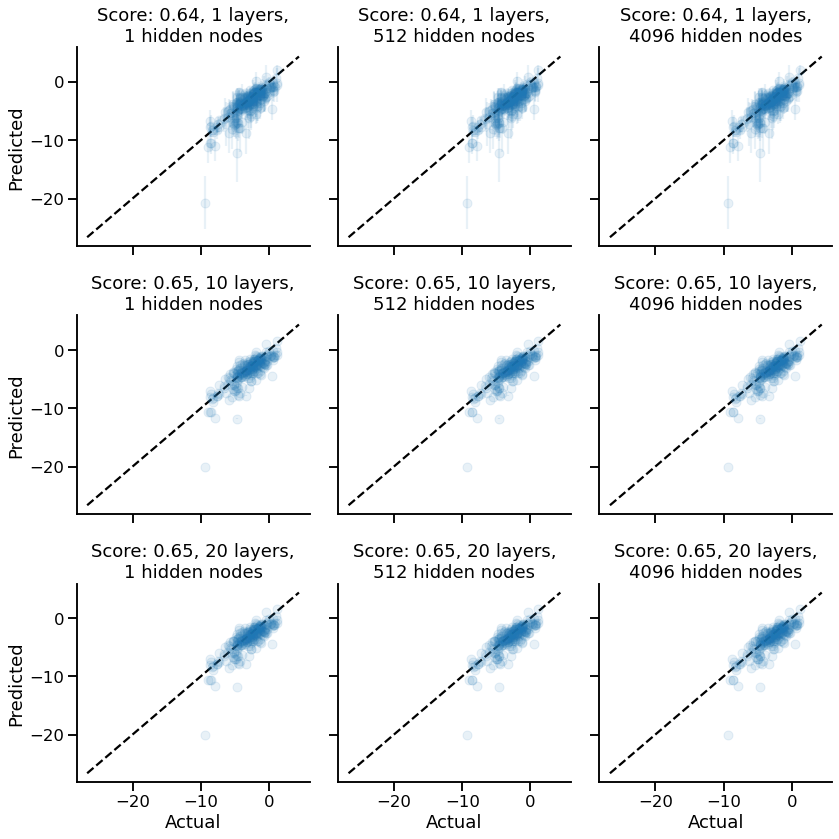 Score: 0.64, 1 layers,
1 hidden nodes
Score: 0.64, 1 layers,
512 hidden nodes
Score: 0.64, 1 layers,
4096 hidden nodes
Predicted
0
−10
−20
Score: 0.65, 10 layers,
1 hidden nodes
Score: 0.65, 10 layers,
512 hidden nodes
Score: 0.65, 10 layers,
4096 hidden nodes
Predicted
0
−10
−20
Score: 0.65, 20 layers,
1 hidden nodes
Score: 0.65, 20 layers,
512 hidden nodes
Score: 0.65, 20 layers,
4096 hidden nodes
Predicted
0
−10
−20
−20 −10 0
Actual
−20 −10 0
Actual
−20 −10 0
Actual